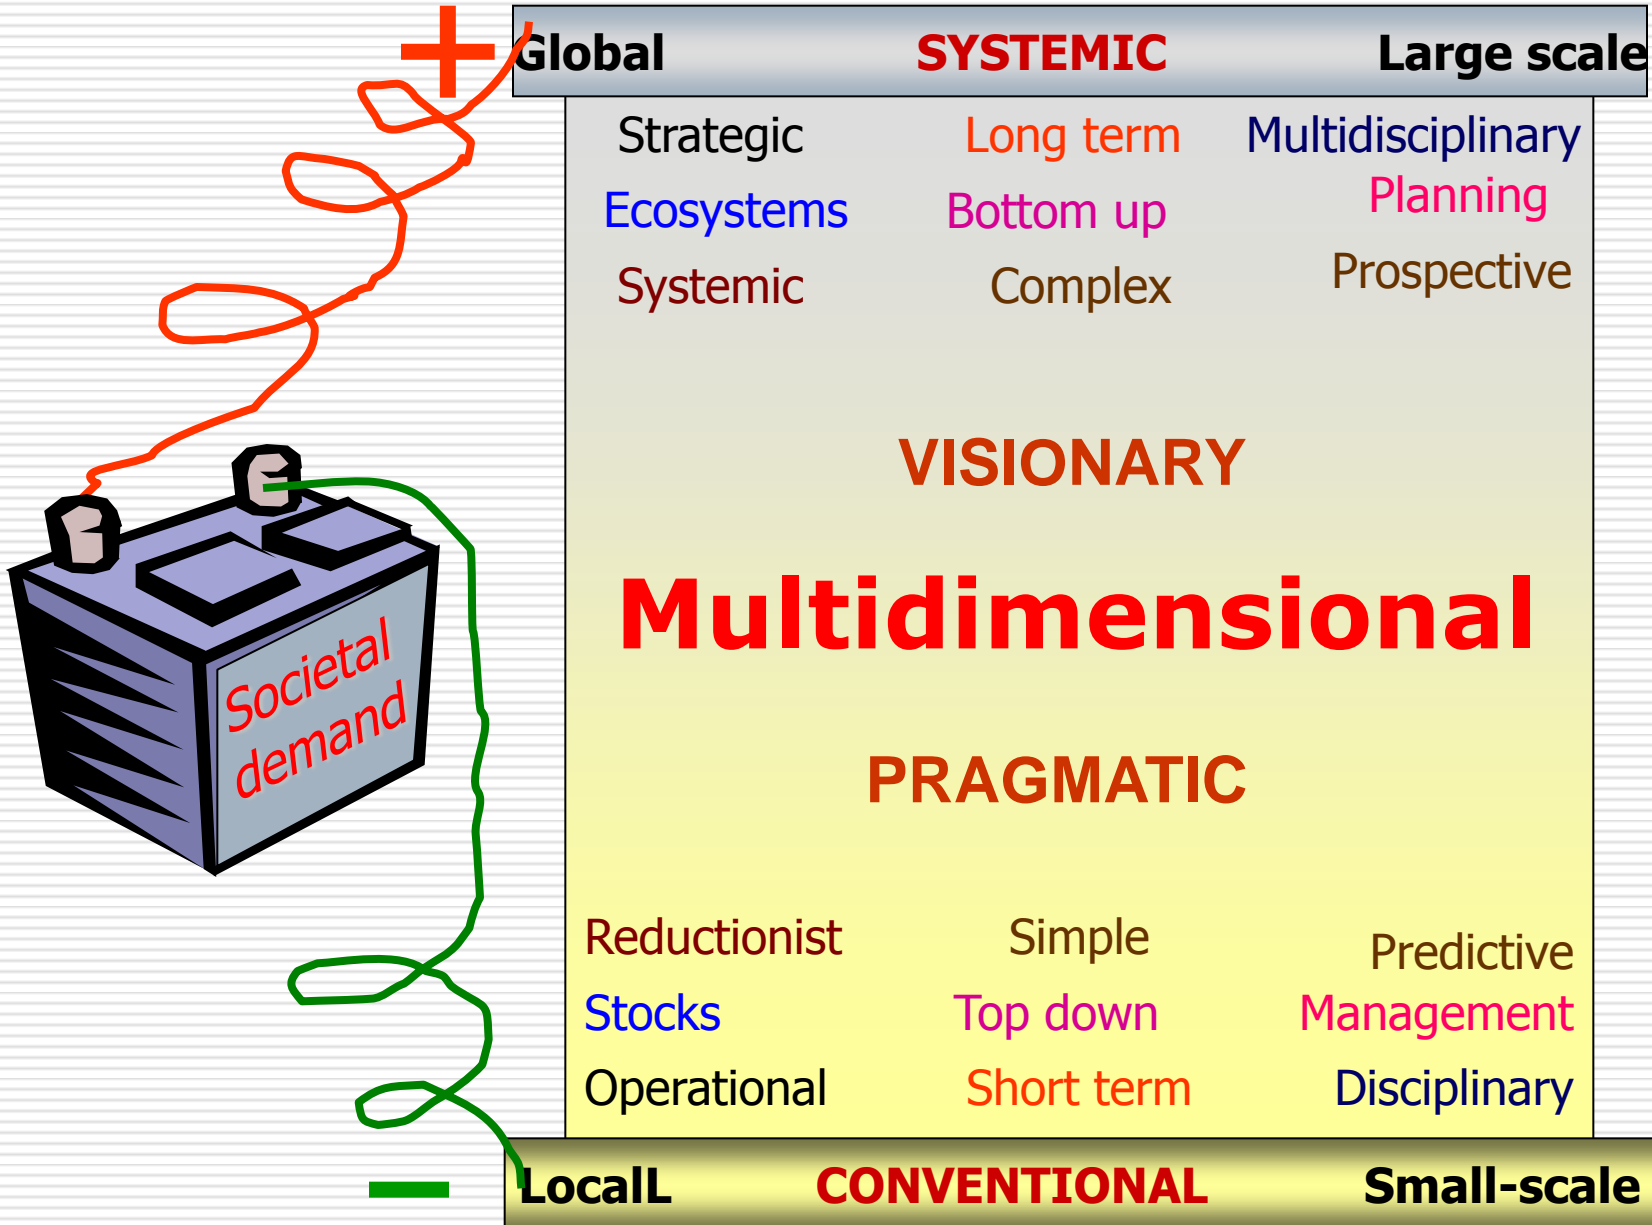 +
Global SYSTEMIC Large scale
Strategic Long term Multidisciplinary
Ecosystems Bottom up Planning
Systemic Complex Prospective
VISIONARY
Multidimensional
Societal
demand
PRAGMATIC
Reductionist Simple Predictive
Stocks Top down Management
Operational Short term Disciplinary
- LocalL CONVENTIONAL Small-scale